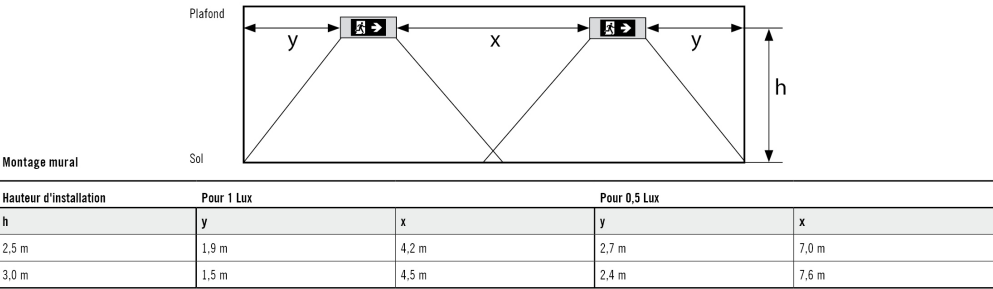 Plafond
y
x
y
h
Sol
Montage mural
Hauteur d'installation Pour 1 Lux Pour 0,5 Lux
h y x y x
2,5 m 1,9 m 4,2 m 2,7 m 7,0 m
3,0 m 1,5 m 4,5 m 2,4 m 7,6 m